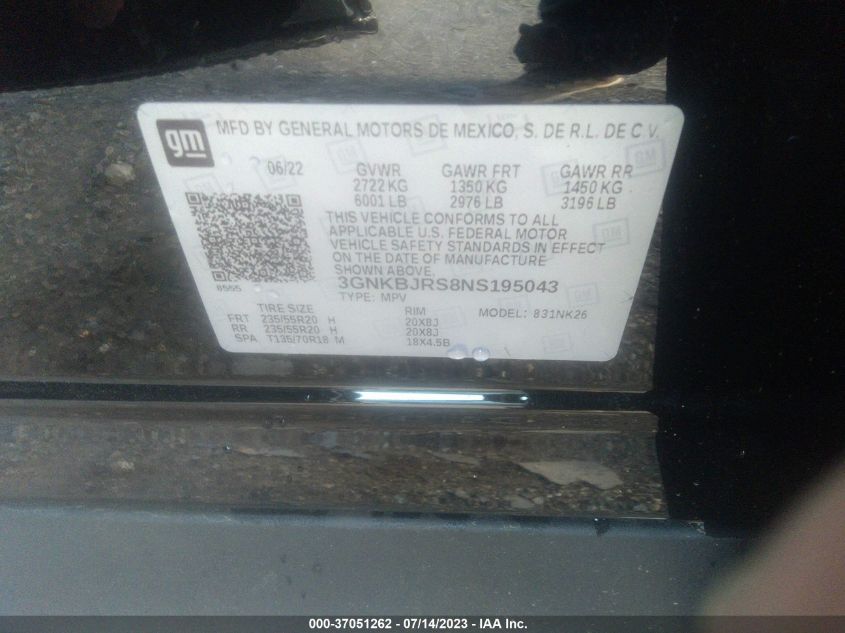 gm
MFD BY GENERAL MOTORS DE MEXICO, S. DE R.L. DE C.V.
06/22 GVWR GAWR FRT GAWR RR
2722 KG 1350 KG 1450 KG
6001 LB 2976 LB 3196 LB
THIS VEHICLE CONFORMS TO ALL
APPLICABLE U.S. FEDERAL MOTOR
VEHICLE SAFETY STANDARDS IN EFFECT
ON THE DATE OF MANUFACTURE
SHOWN ABOVE.
8555 3GNKBJRS8NS195043
TYPE: MPV
TIRE SIZE RIM MODEL: 831NK26
FRT 235/55R20 H 20X8J
RR 235/55R20 H 20X8J
SPA T135/70R18 M 18X4.5B
000-37051262 - 07/14/2023 - IAA Inc.